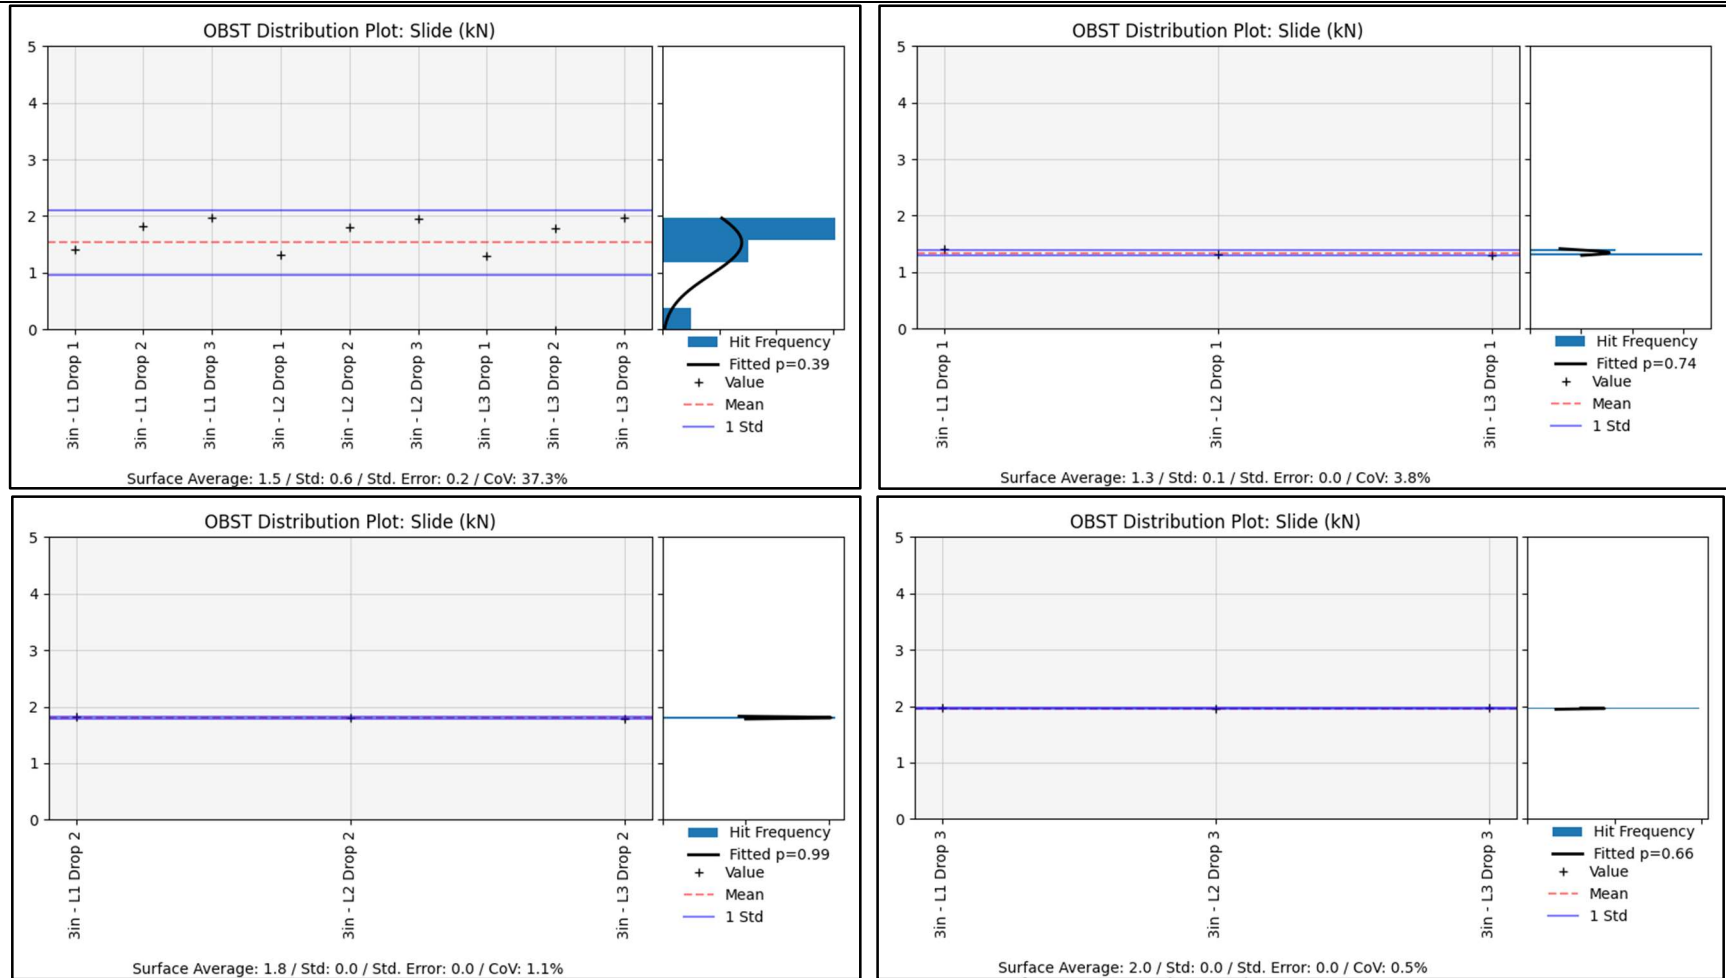 OBST Distribution Plot: Slide (kN)
5
4
3
2
1
0
3in - L1 Drop 1
3in - L1 Drop 2
3in - L1 Drop 3
3in - L2 Drop 1
3in - L2 Drop 2
3in - L2 Drop 3
3in - L3 Drop 1
3in - L3 Drop 2
3in - L3 Drop 3
Hit Frequency
Fitted p=0.39
Value
Mean
1 Std
Surface Average: 1.5 / Std: 0.6 / Std. Error: 0.2 / CoV: 37.3%
OBST Distribution Plot: Slide (kN)
5
4
3
2
1
0
3in - L1 Drop 1
3in - L2 Drop 1
3in - L3 Drop 1
Hit Frequency
Fitted p=0.74
Value
Mean
1 Std
Surface Average: 1.3 / Std: 0.1 / Std. Error: 0.0 / CoV: 3.8%
OBST Distribution Plot: Slide (kN)
5
4
3
2
1
0
3in - L1 Drop 2
3in - L2 Drop 2
3in - L3 Drop 2
Hit Frequency
Fitted p=0.99
Value
Mean
1 Std
Surface Average: 1.8 / Std: 0.0 / Std. Error: 0.0 / CoV: 1.1%
OBST Distribution Plot: Slide (kN)
5
4
3
2
1
0
3in - L1 Drop 3
3in - L2 Drop 3
3in - L3 Drop 3
Hit Frequency
Fitted p=0.66
Value
Mean
1 Std
Surface Average: 2.0 / Std: 0.0 / Std. Error: 0.0 / CoV: 0.5%